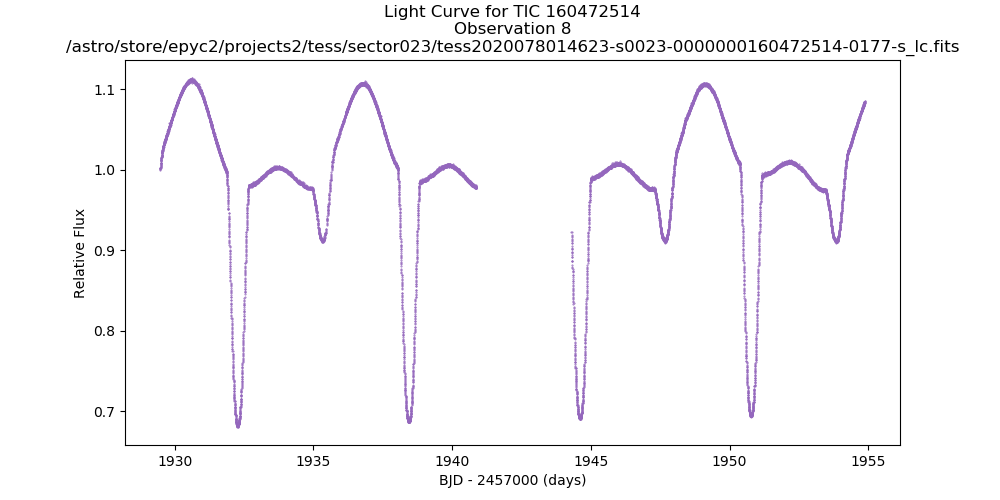 Light Curve for TIC 160472514
Observation 8
/astro/store/epyc2/projects2/tess/sector023/tess2020078014623-s0023-0000000160472514-0177-s_lc.fits
1.1
1.0
0.9
0.8
0.7
Relative Flux
1930
1935
1940
1945
1950
1955
BJD - 2457000 (days)